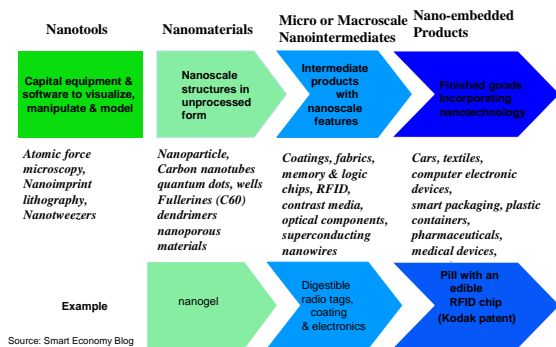 Nanotools
Nanomaterials
Micro or Macroscale
Nanointermediates
Nano-embedded
Products
Capital equipment &
software to visualize,
manipulate & model
Nanoscale
structures in
unprocessed
form
Intermediate
products
with
nanoscale
features
Finished goods
Incorporating
nanotechnology
Atomic force
microscopy,
Nanoimprint
lithography,
Nanotweezers
Nanoparticle,
Carbon nanotubes
quantum dots, wells
Fullerines (C60)
dendrimers
nanoporous
materials
Coatings, fabrics,
memory & logic
chips, RFID,
contrast media,
optical components,
superconducting
nanowires
Cars, textiles,
computer electronic
devices,
smart packaging, plastic
containers,
pharmaceuticals,
medical devices,
Example
nanogel
Digestible
radio tags,
coating
& electronics
Pill with an
edible
RFID chip
(Kodak patent)
Source: Smart Economy Blog